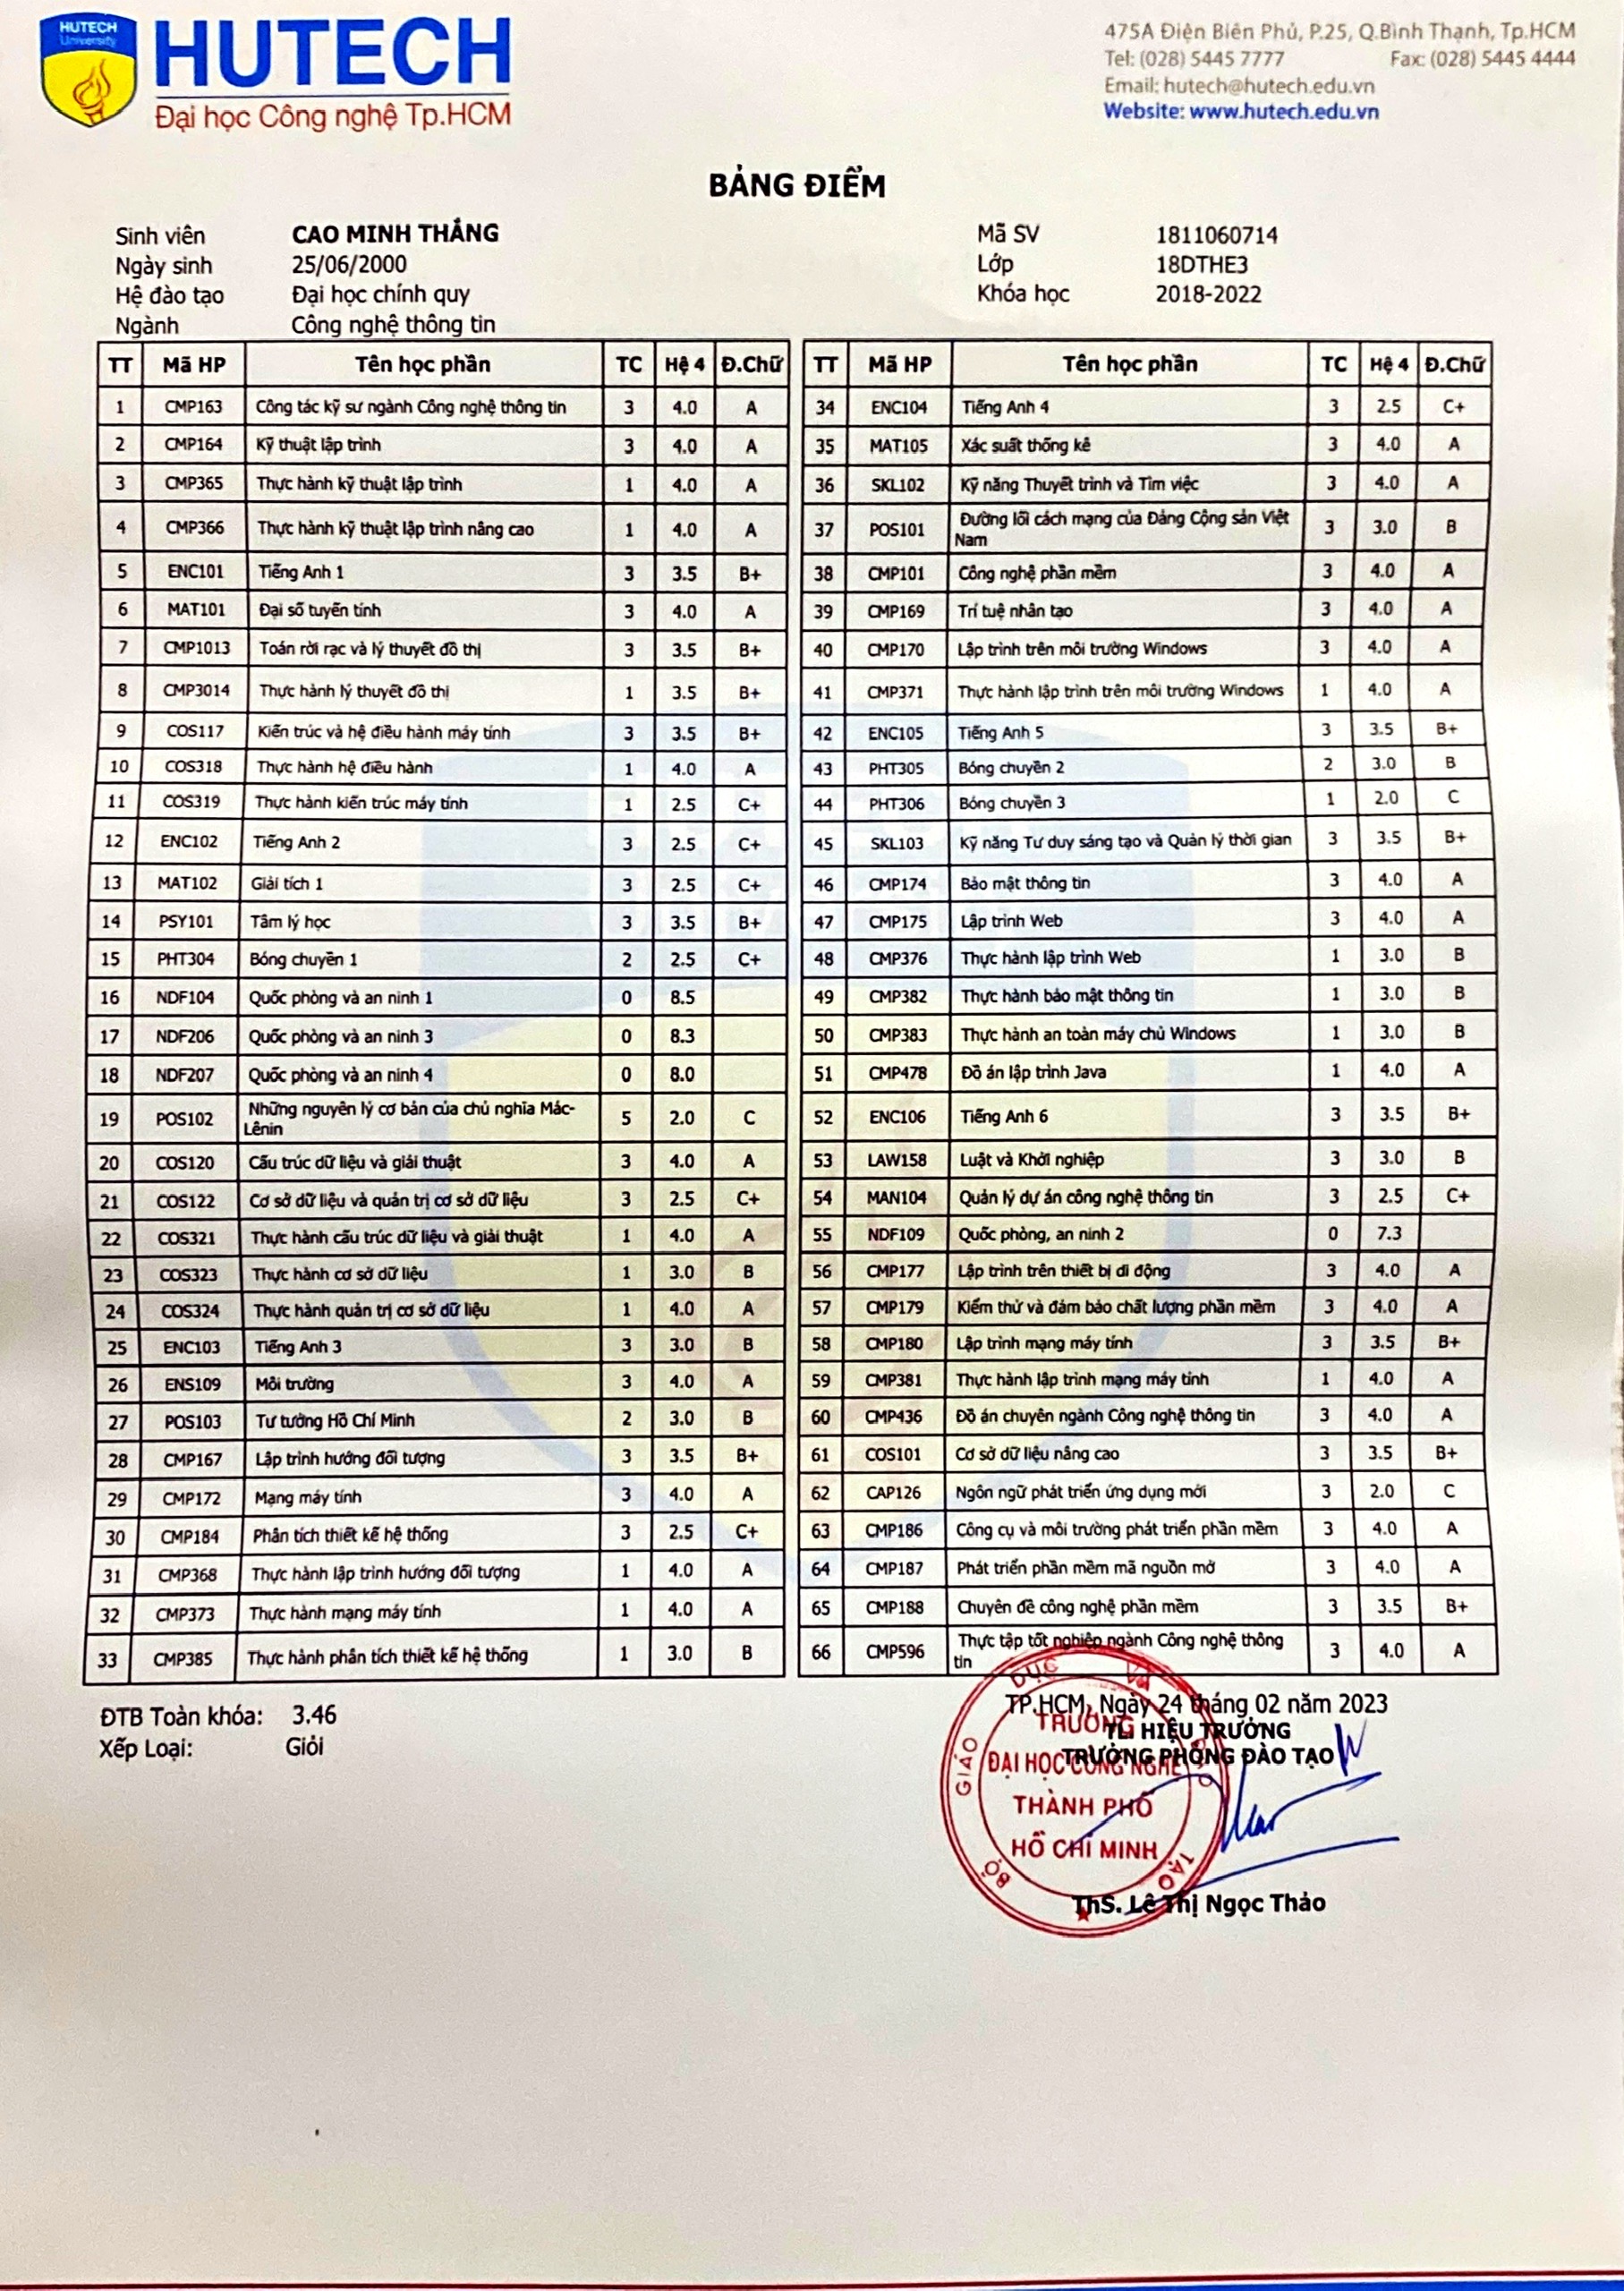 HUTECH
University
HUTECH
Đại học Công nghệ Tp.HCM
475A Điện Biên Phủ, P.25, Q.Bình Thạnh, Tp.HCM
Tel: (028) 5445 7777 Fax: (028) 5445 4444
Email: hutech@hutech.edu.vn
Website: www.hutech.edu.vn
BẢNG ĐIỂM
Sinh viên CAO MINH THẮNG
Ngày sinh 25/06/2000
Hệ đào tạo Đại học chính quy
Ngành Công nghệ thông tin
Mã SV 1811060714
Lớp 18DTHE3
Khóa học 2018-2022
TT Mã HP Tên học phần TC Hệ 4 Đ.Chữ
1 CMP163 Công tác kỹ sư ngành Công nghệ thông tin 3 4.0 A
2 CMP164 Kỹ thuật lập trình 3 4.0 A
3 CMP365 Thực hành kỹ thuật lập trình 1 4.0 A
4 CMP366 Thực hành kỹ thuật lập trình nâng cao 1 4.0 A
5 ENC101 Tiếng Anh 1 3 3.5 B+
6 MAT101 Đại số tuyến tính 3 4.0 A
7 CMP1013 Toán rời rạc và lý thuyết đồ thị 3 3.5 B+
8 CMP3014 Thực hành lý thuyết đồ thị 1 3.5 B+
9 COS117 Kiến trúc và hệ điều hành máy tính 3 3.5 B+
10 COS318 Thực hành hệ điều hành 1 4.0 A
11 COS319 Thực hành kiến trúc máy tính 1 2.5 C+
12 ENC102 Tiếng Anh 2 3 2.5 C+
13 MAT102 Giải tích 1 3 2.5 C+
14 PSY101 Tâm lý học 3 3.5 B+
15 PHT304 Bóng chuyền 1 2 2.5 C+
16 NDF104 Quốc phòng và an ninh 1 0 8.5
17 NDF206 Quốc phòng và an ninh 3 0 8.3
18 NDF207 Quốc phòng và an ninh 4 0 8.0
19 POS102 Những nguyên lý cơ bản của chủ nghĩa Mác-
Lênin 5 2.0 C
20 COS120 Cấu trúc dữ liệu và giải thuật 3 4.0 A
21 COS122 Cơ sở dữ liệu và quản trị cơ sở dữ liệu 3 2.5 C+
22 COS321 Thực hành cấu trúc dữ liệu và giải thuật 1 4.0 A
23 COS323 Thực hành cơ sở dữ liệu 1 3.0 B
24 COS324 Thực hành quản trị cơ sở dữ liệu 1 4.0 A
25 ENC103 Tiếng Anh 3 3 3.0 B
26 ENS109 Môi trường 3 4.0 A
27 POS103 Tư tưởng Hồ Chí Minh 2 3.0 B
28 CMP167 Lập trình hướng đối tượng 3 3.5 B+
29 CMP172 Mạng máy tính 3 4.0 A
30 CMP184 Phân tích thiết kế hệ thống 3 2.5 C+
31 CMP368 Thực hành lập trình hướng đối tượng 1 4.0 A
32 CMP373 Thực hành mạng máy tính 1 4.0 A
33 CMP385 Thực hành phân tích thiết kế hệ thống 1 3.0 B
TT Mã HP Tên học phần TC Hệ 4 Đ.Chữ
34 ENC104 Tiếng Anh 4 3 2.5 C+
35 MAT105 Xác suất thống kê 3 4.0 A
36 SKL102 Kỹ năng Thuyết trình và Tìm việc 3 4.0 A
37 POS101 Đường lối cách mạng của Đảng Cộng sản Việt
Nam 3 3.0 B
38 CMP101 Công nghệ phần mềm 3 4.0 A
39 CMP169 Trí tuệ nhân tạo 3 4.0 A
40 CMP170 Lập trình trên môi trường Windows 3 4.0 A
41 CMP371 Thực hành lập trình trên môi trường Windows 1 4.0 A
42 ENC105 Tiếng Anh 5 3 3.5 B+
43 PHT305 Bóng chuyền 2 2 3.0 B
44 PHT306 Bóng chuyền 3 1 2.0 C
45 SKL103 Kỹ năng Tư duy sáng tạo và Quản lý thời gian 3 3.5 B+
46 CMP174 Bảo mật thông tin 3 4.0 A
47 CMP175 Lập trình Web 3 4.0 A
48 CMP376 Thực hành lập trình Web 1 3.0 B
49 CMP382 Thực hành bảo mật thông tin 1 3.0 B
50 CMP383 Thực hành an toàn máy chủ Windows 1 3.0 B
51 CMP478 Đồ án lập trình Java 1 4.0 A
52 ENC106 Tiếng Anh 6 3 3.5 B+
53 LAW158 Luật và Khởi nghiệp 3 3.0 B
54 MAN104 Quản lý dự án công nghệ thông tin 3 2.5 C+
55 NDF109 Quốc phòng, an ninh 2 0 7.3
56 CMP177 Lập trình trên thiết bị di động 3 4.0 A
57 CMP179 Kiểm thử và đảm bảo chất lượng phần mềm 3 4.0 A
58 CMP180 Lập trình mạng máy tính 3 3.5 B+
59 CMP381 Thực hành lập trình mạng máy tính 1 4.0 A
60 CMP436 Đồ án chuyên ngành Công nghệ thông tin 3 4.0 A
61 COS101 Cơ sở dữ liệu nâng cao 3 3.5 B+
62 CAP126 Ngôn ngữ phát triển ứng dụng mới 3 2.0 C
63 CMP186 Công cụ và môi trường phát triển phần mềm 3 4.0 A
64 CMP187 Phát triển phần mềm mã nguồn mở 3 4.0 A
65 CMP188 Chuyên đề công nghệ phần mềm 3 3.5 B+
66 CMP596 Thực tập tốt nghiệp ngành Công nghệ thông
tin 3 4.0 A
ĐTB Toàn khóa: 3.46
Xếp Loại: Giỏi
TP.HCM, Ngày 24 tháng 02 năm 2023
TL HIỆU TRƯỞNG
TRƯỞNG PHÒNG ĐÀO TẠO
BỘ GIÁO DỤC VÀ ĐÀO TẠO
TRƯỜNG
ĐẠI HỌC CÔNG NGHỆ
THÀNH PHỐ
HỒ CHÍ MINH
ThS. Lê Thị Ngọc Thảo